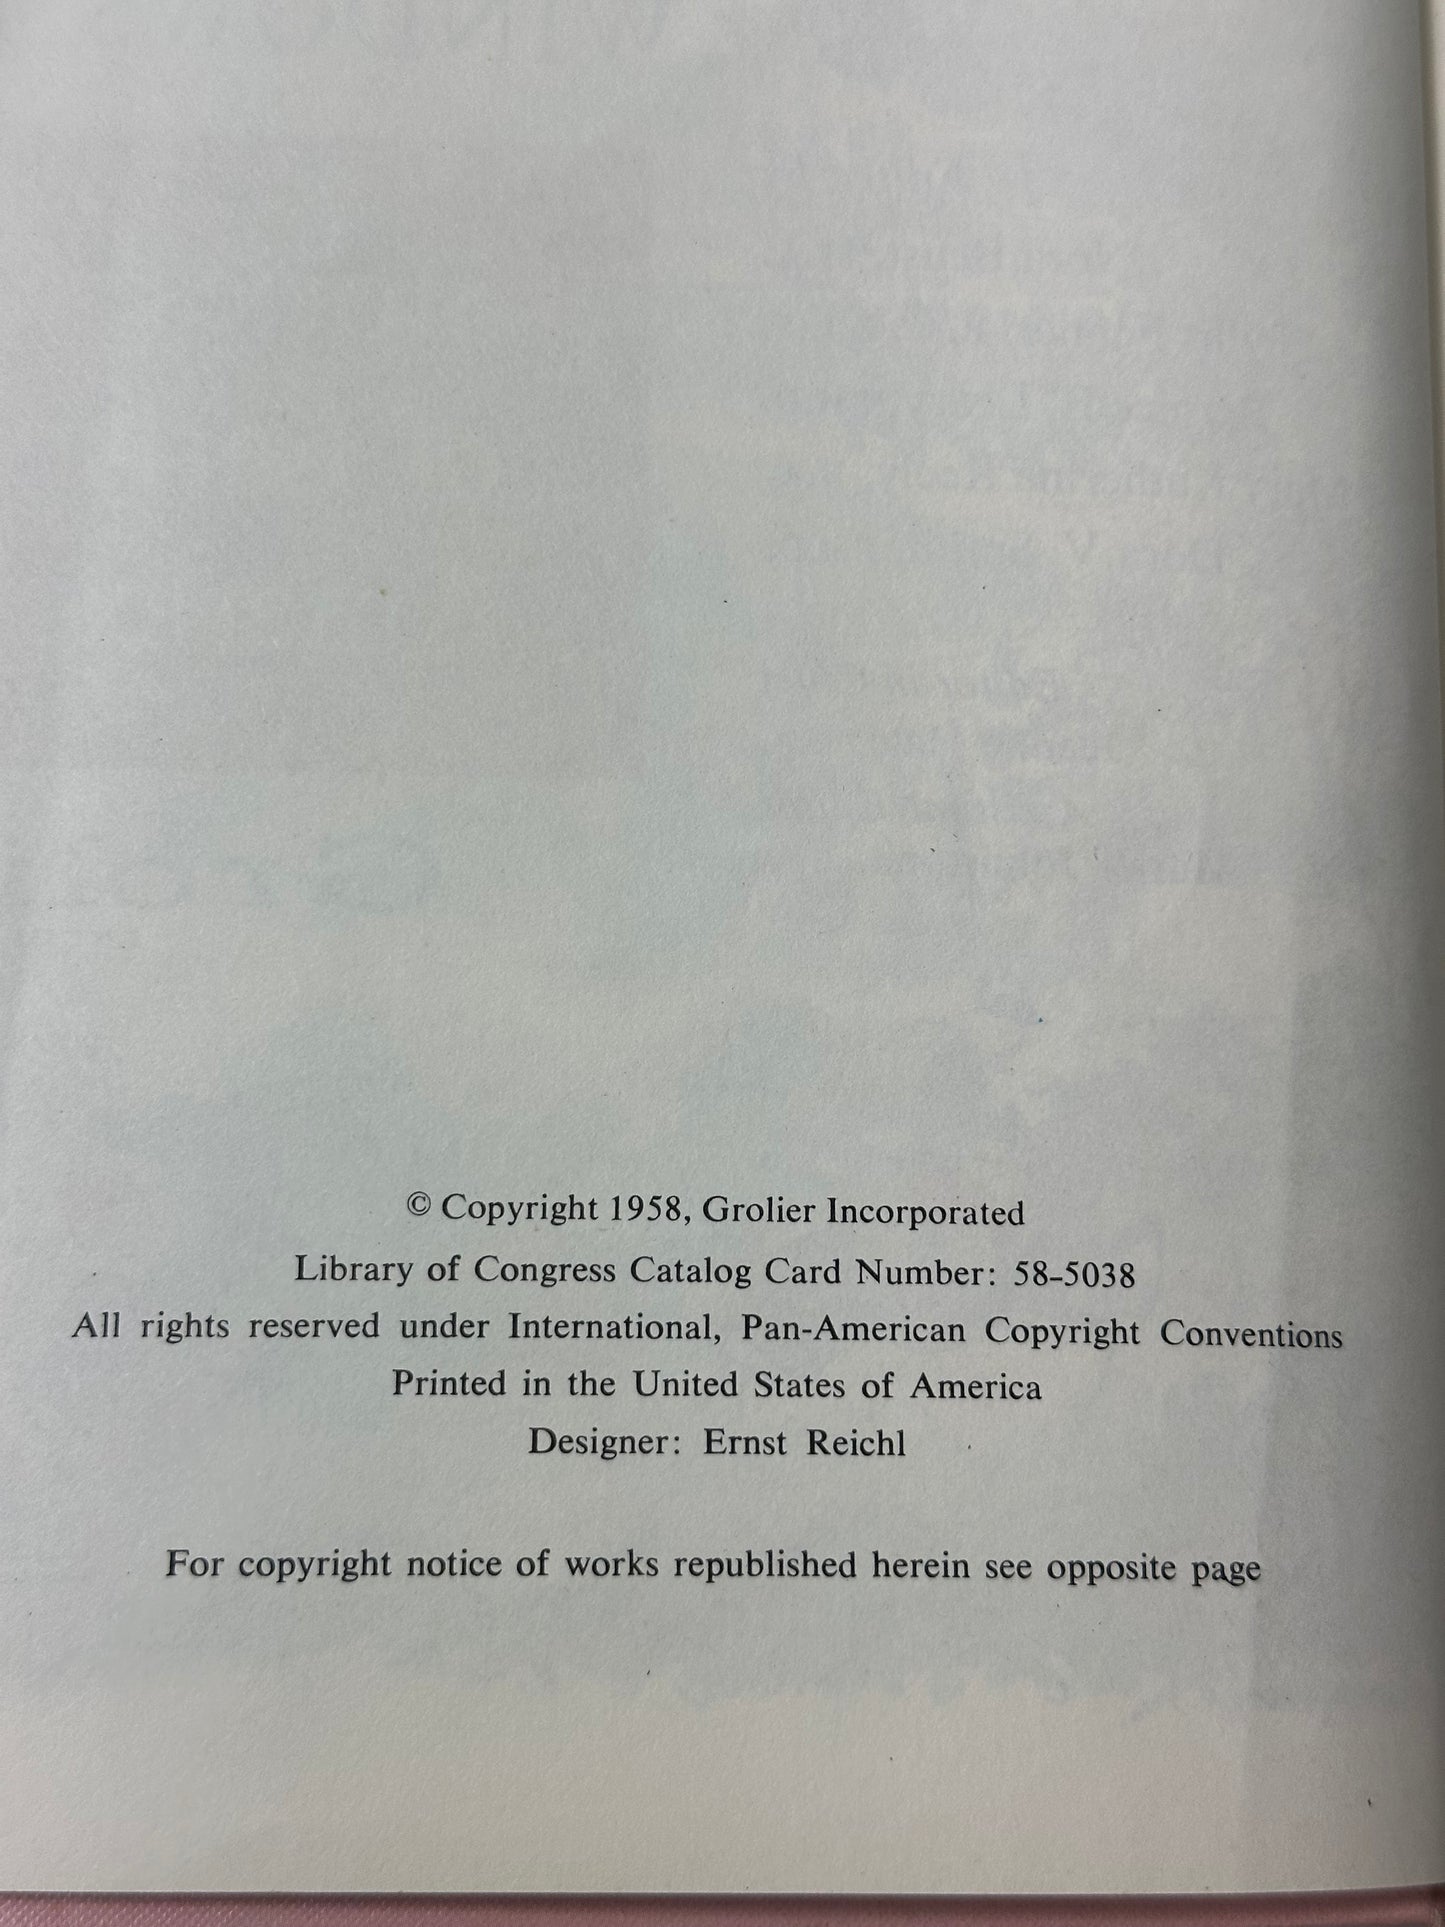 © Copyright 1958, Grolier Incorporated
Library of Congress Catalog Card Number: 58-5038
All rights reserved under International, Pan-American Copyright Conventions
Printed in the United States of America
Designer: Ernst Reichl
For copyright notice of works republished herein see opposite page